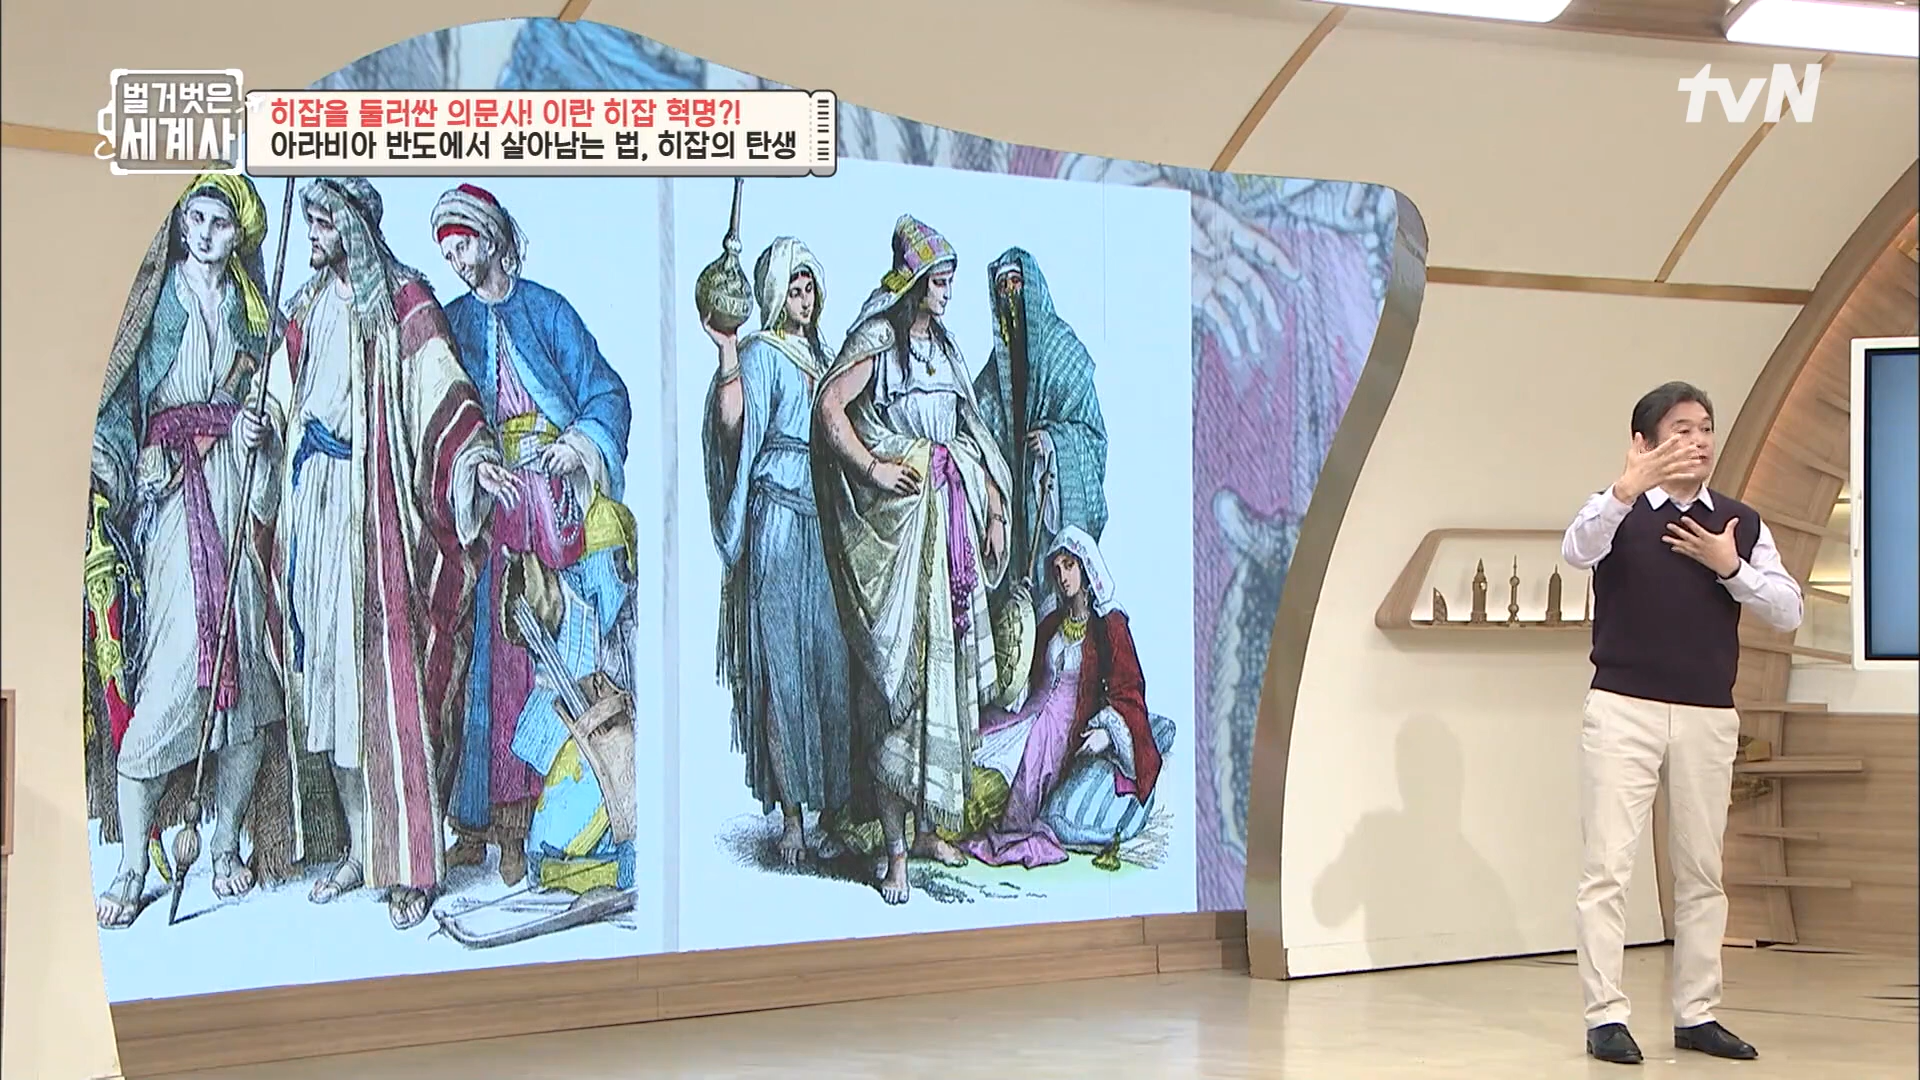 벌거벗은
세계사
히잡을 둘러싼 의문사! 이란 히잡 혁명?!
아라비아 반도에서 살아남는 법, 히잡의 탄생
tvN